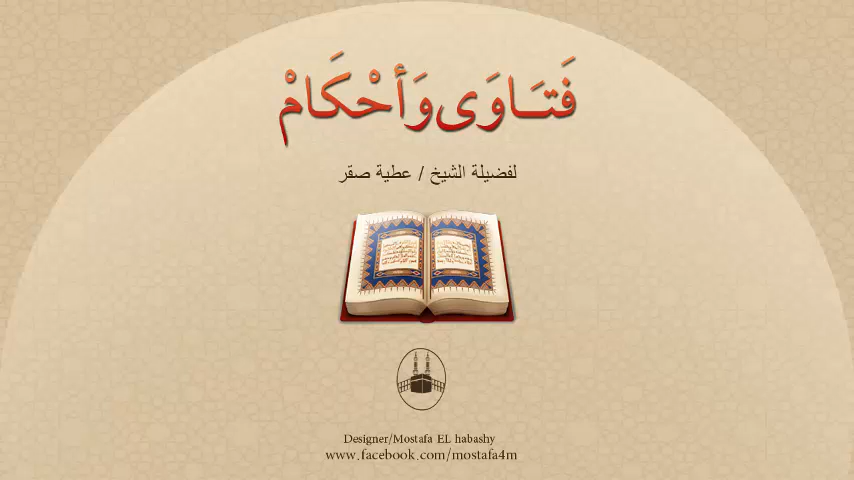 فَتَاوَى وَأَحْكَامْ
لفضيلة الشيخ / عطية صقر
Designer/Mostafa EL habashy
www.facebook.com/mostafa4m